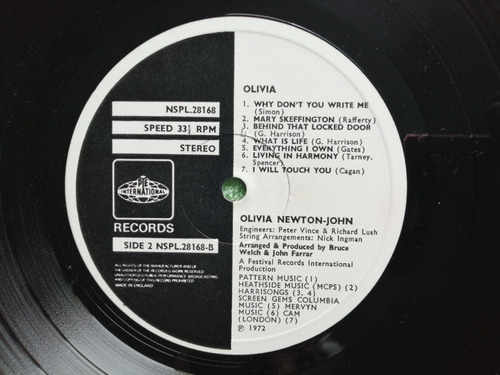 NSPL.28168
SPEED 33⅓ RPM
STEREO
PYE
INTERNATIONAL
RECORDS
SIDE 2 NSPL.28168-B
ALL RIGHTS OF THE MANUFACTURER AND OF
THE OWNER OF THE RECORDED WORK RESERVED
UNAUTHORISED PUBLIC PERFORMANCE BROADCASTING
AND COPYING OF THIS RECORD PROHIBITED
MADE IN ENGLAND
OLIVIA
1. WHY DON'T YOU WRITE ME
(Simon)
2. MARY SKEFFINGTON (Rafferty)
3. BEHIND THAT LOCKED DOOR
(G. Harrison)
4. WHAT IS LIFE (G. Harrison)
5. EVERYTHING I OWN (Gates)
6. LIVING IN HARMONY (Tarney,
Spencer)
7. I WILL TOUCH YOU (Cagan)
OLIVIA NEWTON-JOHN
Engineers: Peter Vince & Richard Lush
String Arrangements: Nick Ingman
Arranged & Produced by Bruce
Welch & John Farrar
A Festival Records International
Production
PATTERN MUSIC (1)
HEATHSIDE MUSIC (MCPS) (2)
HARRISONGS (3, 4)
SCREEN GEMS COLUMBIA
MUSIC (5) MERVYN
MUSIC (6) CAM
(LONDON) (7)
℗ 1972